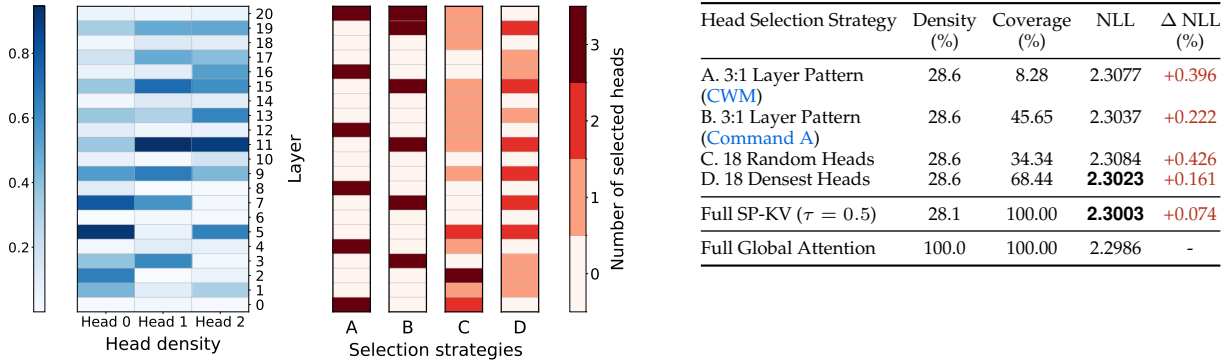 0.8
0.6
0.4
0.2
20
19
18
17
16
15
14
13
12
11
10
9
8
7
6
5
4
3
2
1
0
Layer
Head 0 Head 1 Head 2
Head density
A B C D
Selection strategies
3
2
1
0
Number of selected heads
Head Selection Strategy Density Coverage NLL Δ NLL
(%) (%) (%)
A. 3:1 Layer Pattern 28.6 8.28 2.3077 +0.396
(CWM)
B. 3:1 Layer Pattern 28.6 45.65 2.3037 +0.222
(Command A)
C. 18 Random Heads 28.6 34.34 2.3084 +0.426
D. 18 Densest Heads 28.6 68.44 2.3023 +0.161
Full SP-KV (τ = 0.5) 28.1 100.00 2.3003 +0.074
Full Global Attention 100.0 100.00 2.2986 -